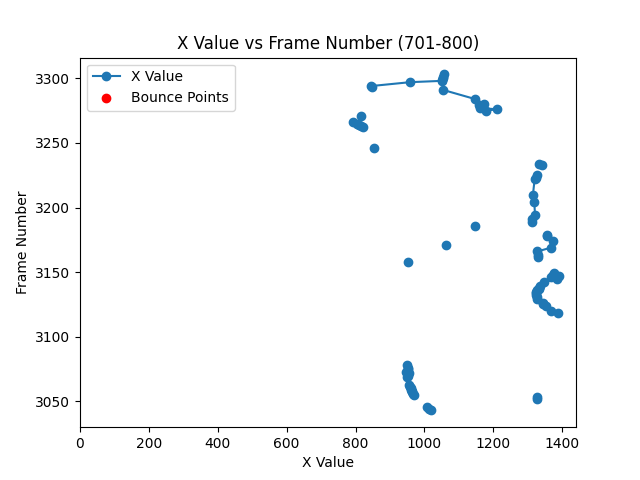 X Value vs Frame Number (701-800)
X Value
Bounce Points
Frame Number
3300
3250
3200
3150
3100
3050
0 200 400 600 800 1000 1200 1400
X Value